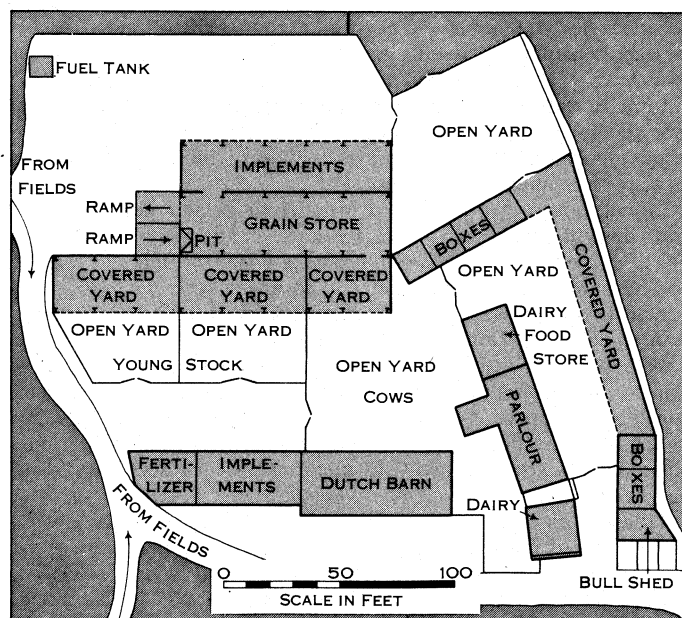 FUEL TANK
OPEN YARD
IMPLEMENTS
FROM
FIELDS
RAMP
GRAIN STORE
RAMP
PIT
BOXES
COVERED
YARD
COVERED
YARD
COVERED
YARD
OPEN YARD
COVERED YARD
OPEN YARD
OPEN YARD
YOUNG STOCK
DAIRY
FOOD
STORE
OPEN YARD
COWS
PARLOUR
FERTI-
LIZER
IMPLE-
MENTS
DUTCH BARN
BOXES
DAIRY
FROM FIELDS
BULL SHED
0 50 100
SCALE IN FEET